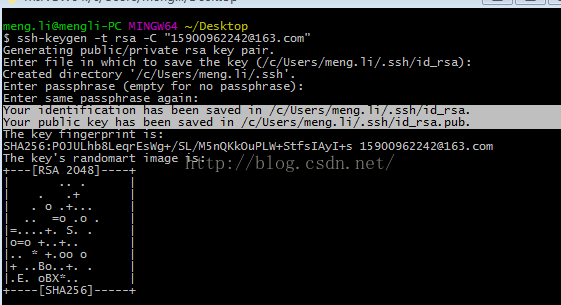 meng.li@mengli-PC MINGW64 ~/Desktop
$ ssh-keygen -t rsa -C "15900962242@163.com"
Generating public/private rsa key pair.
Enter file in which to save the key (/c/Users/meng.li/.ssh/id_rsa):
Created directory '/c/Users/meng.li/.ssh'.
Enter passphrase (empty for no passphrase):
Enter same passphrase again:
Your identification has been saved in /c/Users/meng.li/.ssh/id_rsa.
Your public key has been saved in /c/Users/meng.li/.ssh/id_rsa.pub.
The key fingerprint is:
SHA256:POJULhb8LeqrEsWg+/SL/M5nQKkOuPLW+StfsIAyI+s 15900962242@163.com
The key's randomart image is:
http://blog.csdn.net/
+---[RSA 2048]----+
|      .. .       |
|    .   .+       |
|   . o .+...     |
|  ..  =o .o .    |
|=....+. S. .     |
|o=o +..+..       |
|.. * +.oo o      |
|+ ..Bo..+. .     |
|.E. oBX*..       |
+----[SHA256]-----+